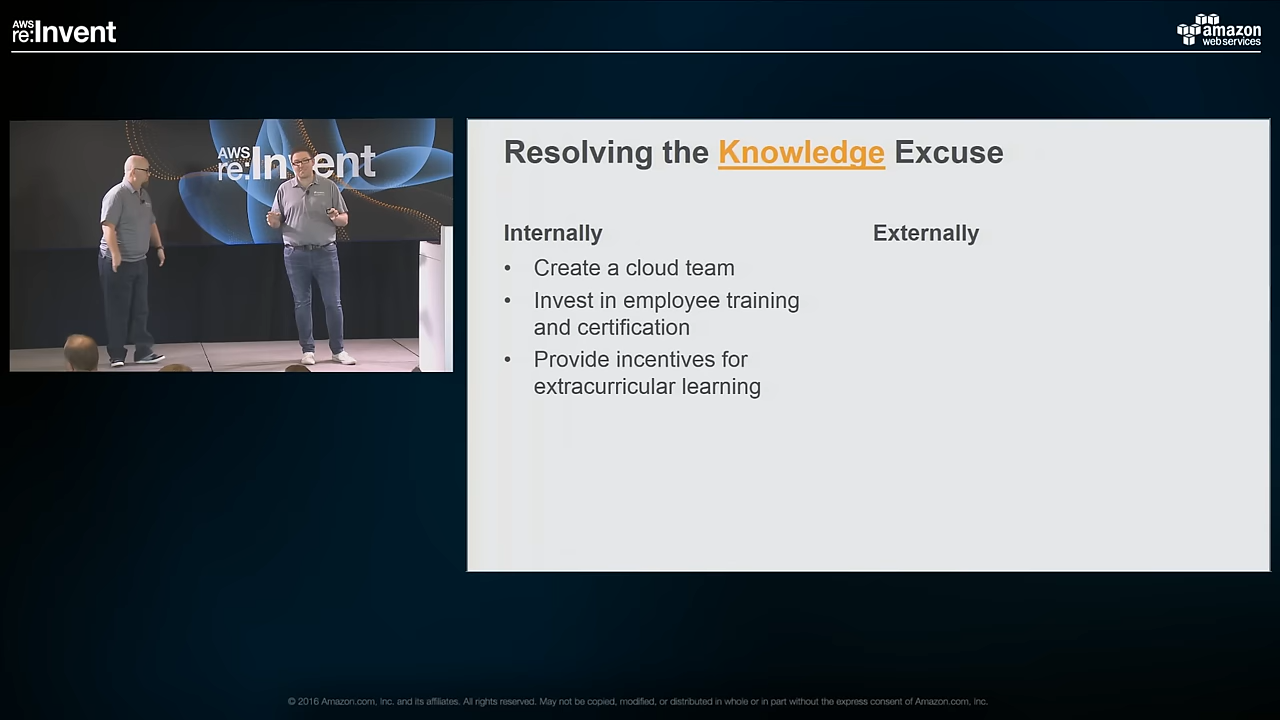 AWS
re:Invent
amazon
web services
AWS
re:Invent
Resolving the Knowledge Excuse
Internally
• Create a cloud team
• Invest in employee training
and certification
• Provide incentives for
extracurricular learning
Externally
© 2016 Amazon.com, Inc. and its affiliates. All rights reserved. May not be copied, modified, or distributed in whole or in part without the express consent of Amazon.com, Inc.